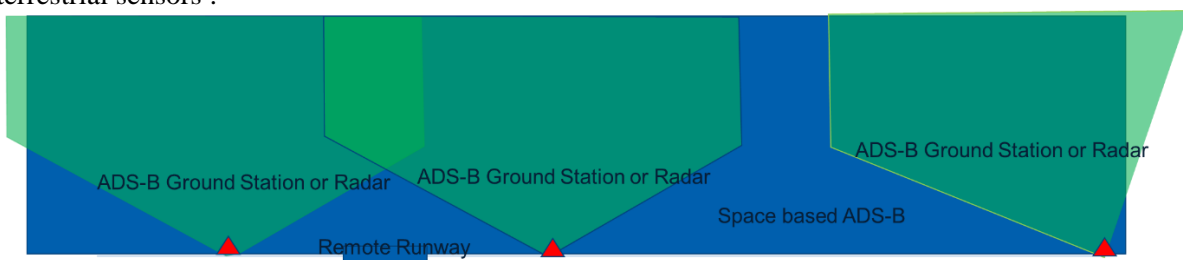 terrestrial sensors .
ADS-B Ground Station or Radar
ADS-B Ground Station or Radar
ADS-B Ground Station or Radar
Space based ADS-B
Remote Runway